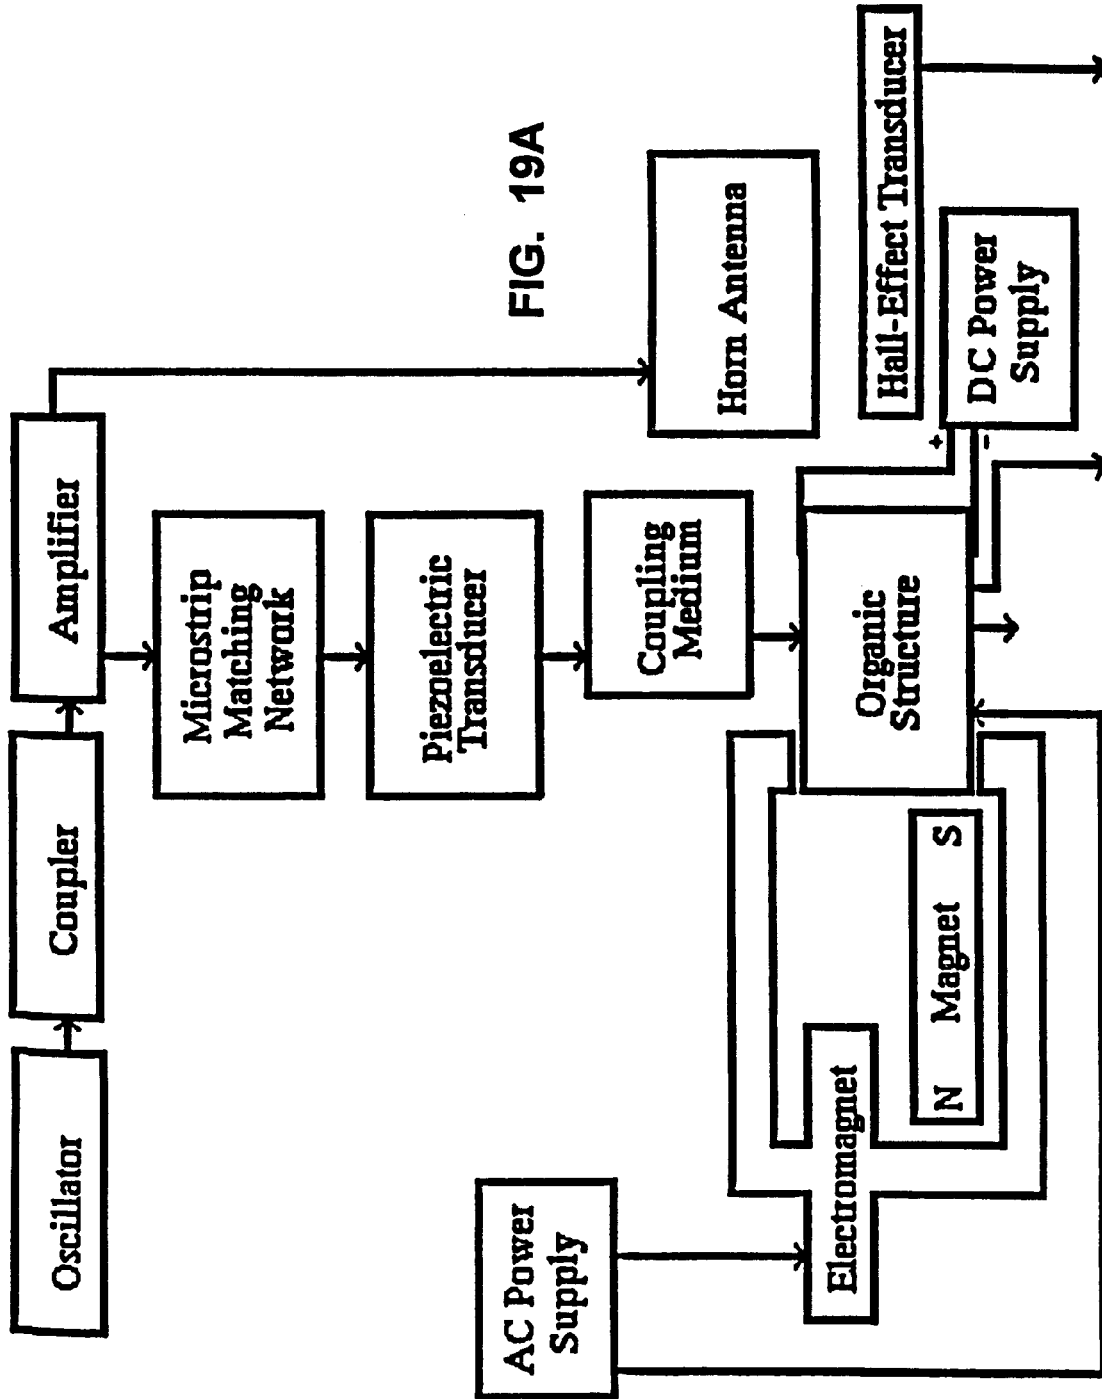 Oscillator
Coupler
Amplifier
Microstrip
Matching
Network
Piezoelectric
Transducer
Coupling
Medium
Horn Antenna
FIG. 19A
AC Power
Supply
Electromagnet
N Magnet S
Organic
Structure
+
-
DC Power
Supply
Hall-Effect Transducer